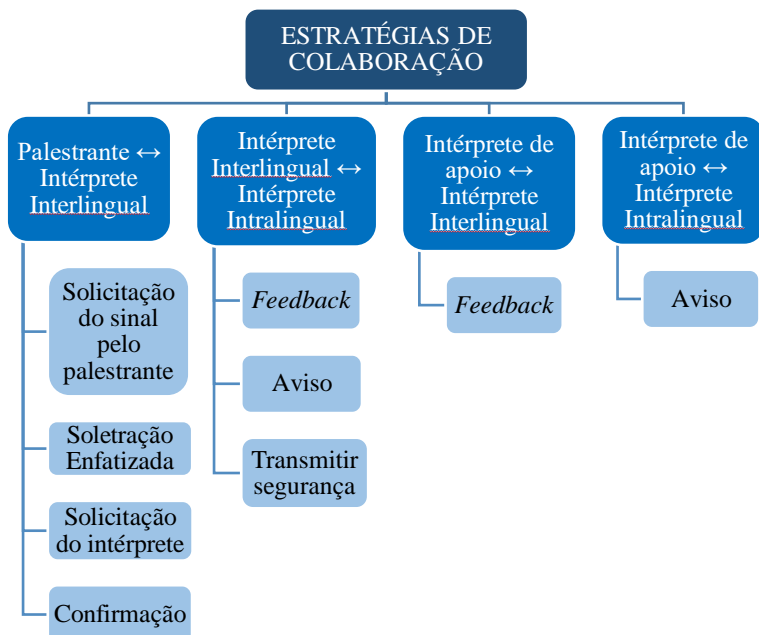 ESTRATÉGIAS DE
COLABORAÇÃO
Palestrante ↔
Intérprete
Interlingual
Solicitação
do sinal
pelo
palestrante
Soletração
Enfatizada
Solicitação
do intérprete
Confirmação
Intérprete
Interlingual ↔
Intérprete
Intralingual
Feedback
Aviso
Transmitir
segurança
Intérprete de
apoio ↔
Intérprete
Interlingual
Feedback
Intérprete de
apoio ↔
Intérprete
Intralingual
Aviso